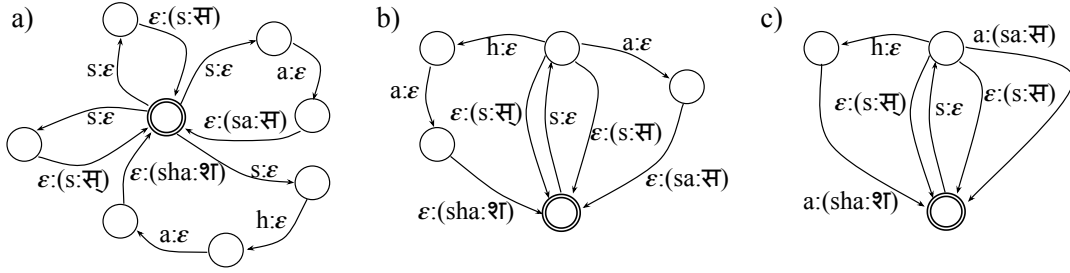 a)
ε:(s:स)
s:ε
s:ε
a:ε
s:ε
ε:(sa:स)
ε:(s:स्)
ε:(sha:श)
s:ε
a:ε
h:ε
b)
h:ε
a:ε
a:ε
ε:(s:स्)
s:ε
ε:(s:स)
ε:(sa:स)
ε:(sha:श)
c)
h:ε
a:(sa:स)
ε:(s:स्)
s:ε
ε:(s:स)
a:(sha:श)